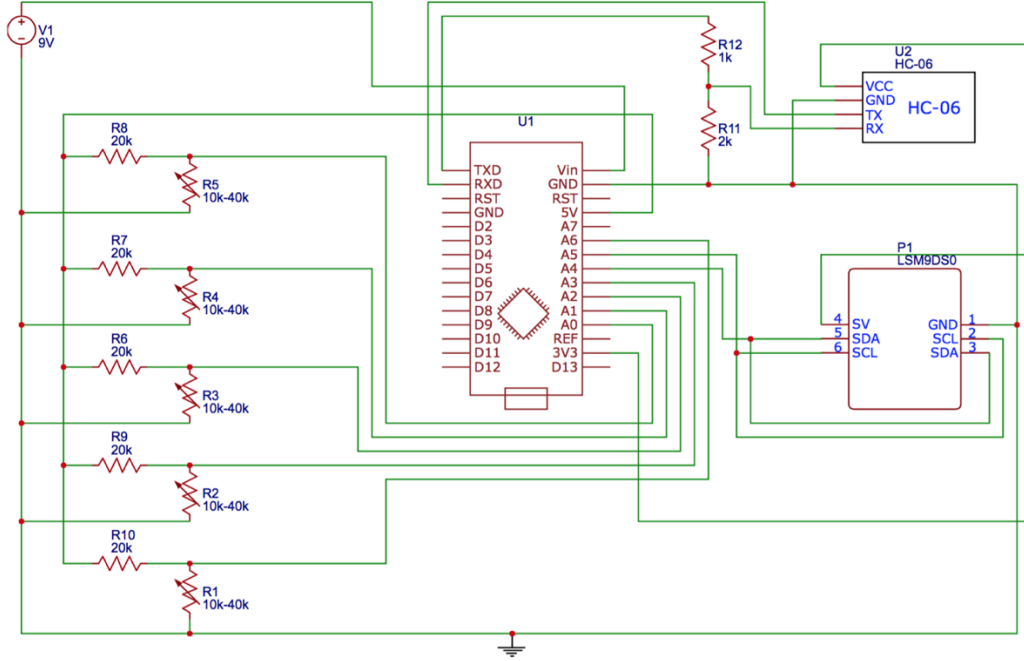 V1
9V
R8
20k
R5
10k-40k
R7
20k
R4
10k-40k
R6
20k
R3
10k-40k
R9
20k
R2
10k-40k
R10
20k
R1
10k-40k
U1
TXD Vin
RXD GND
RST RST
GND 5V
D2 A7
D3 A6
D4 A5
D5 A4
D6 A3
D7 A2
D8 A1
D9 A0
D10 REF
D11 3V3
D12 D13
R12
1k
R11
2k
U2
HC-06
VCC
GND
TX
RX
HC-06
P1
LSM9DS0
4 SV GND 1
5 SDA SCL 2
6 SCL SDA 3